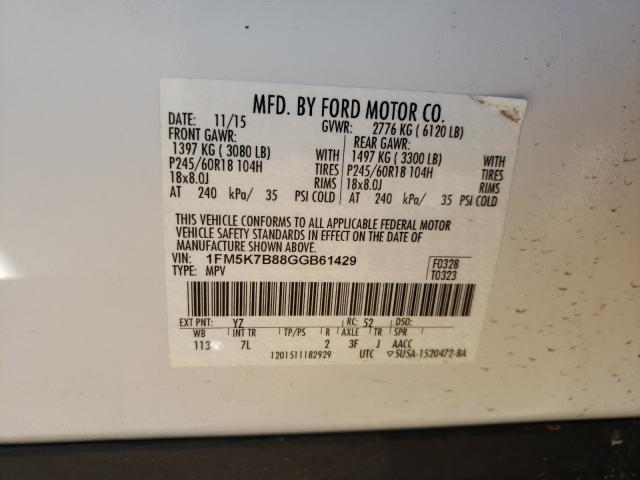 MFD. BY FORD MOTOR CO.
DATE: 11/15 GVWR: 2776 KG ( 6120 LB)
FRONT GAWR: REAR GAWR:
1397 KG ( 3080 LB) WITH 1497 KG ( 3300 LB) WITH
P245/60R18 104H TIRES P245/60R18 104H TIRES
18x8.0J RIMS 18x8.0J RIMS
AT 240 kPa/ 35 PSI COLD AT 240 kPa/ 35 PSI COLD
THIS VEHICLE CONFORMS TO ALL APPLICABLE FEDERAL MOTOR
VEHICLE SAFETY STANDARDS IN EFFECT ON THE DATE OF
MANUFACTURE SHOWN ABOVE.
VIN: 1FM5K7B88GGB61429 F0328
TYPE: MPV T0323
EXT PNT: YZ RC: 52 DSO:
WB INT TR TP/PS R AXLE TR SPR
113 7L 2 3F J AACC
1201511182929 UTC ▽5U5A-1520472-BA